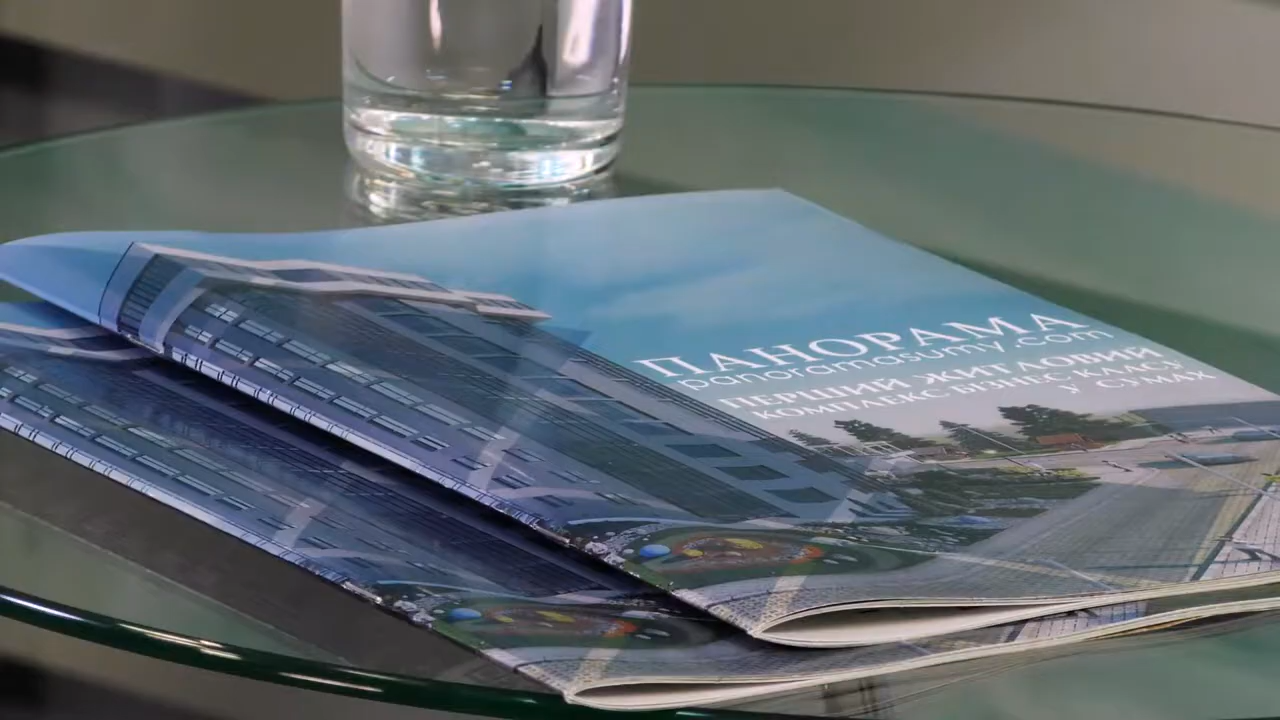 ПАНОРАМА
panoramasumy.com
ПЕРШИЙ ЖИТЛОВИЙ
КОМПЛЕКС БІЗНЕС-КЛАСУ
У СУМАХ